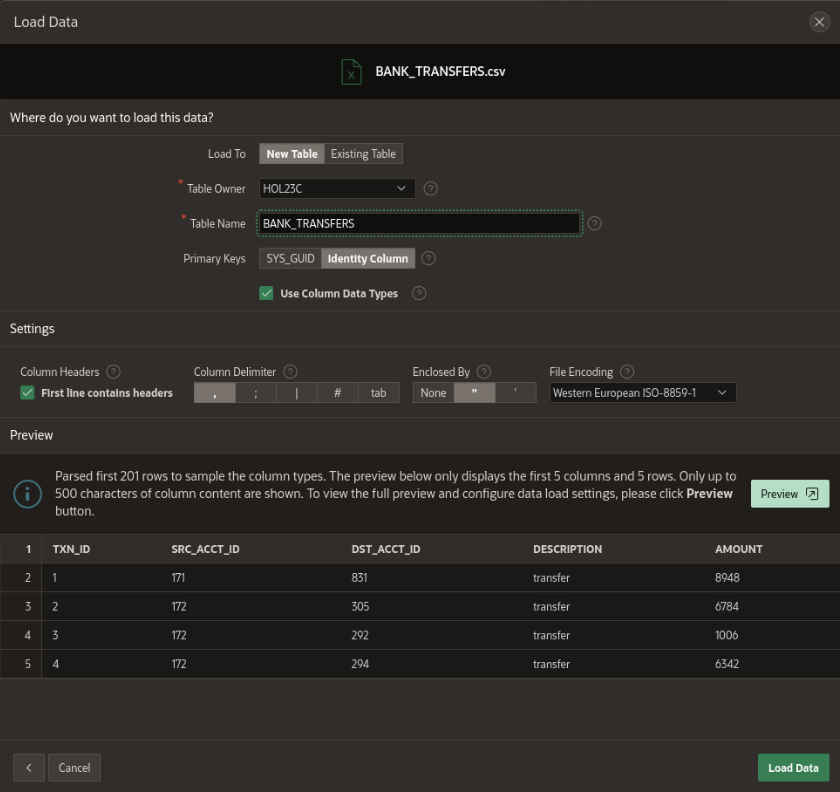 Load Data
BANK_TRANSFERS.csv
Where do you want to load this data?
Load To New Table Existing Table
* Table Owner HOL23C ?
* Table Name BANK_TRANSFERS ?
Primary Keys SYS_GUID Identity Column ?
Use Column Data Types ?
Settings
Column Headers ? Column Delimiter ? Enclosed By ? File Encoding ?
First line contains headers , ; | # tab None " ' Western European ISO-8859-1
Preview
Parsed first 201 rows to sample the column types. The preview below only displays the first 5 columns and 5 rows. Only up to
500 characters of column content are shown. To view the full preview and configure data load settings, please click Preview
button.
Preview
1 TXN_ID SRC_ACCT_ID DST_ACCT_ID DESCRIPTION AMOUNT
2 1 171 831 transfer 8948
3 2 172 305 transfer 6784
4 3 172 292 transfer 1006
5 4 172 294 transfer 6342
Cancel Load Data